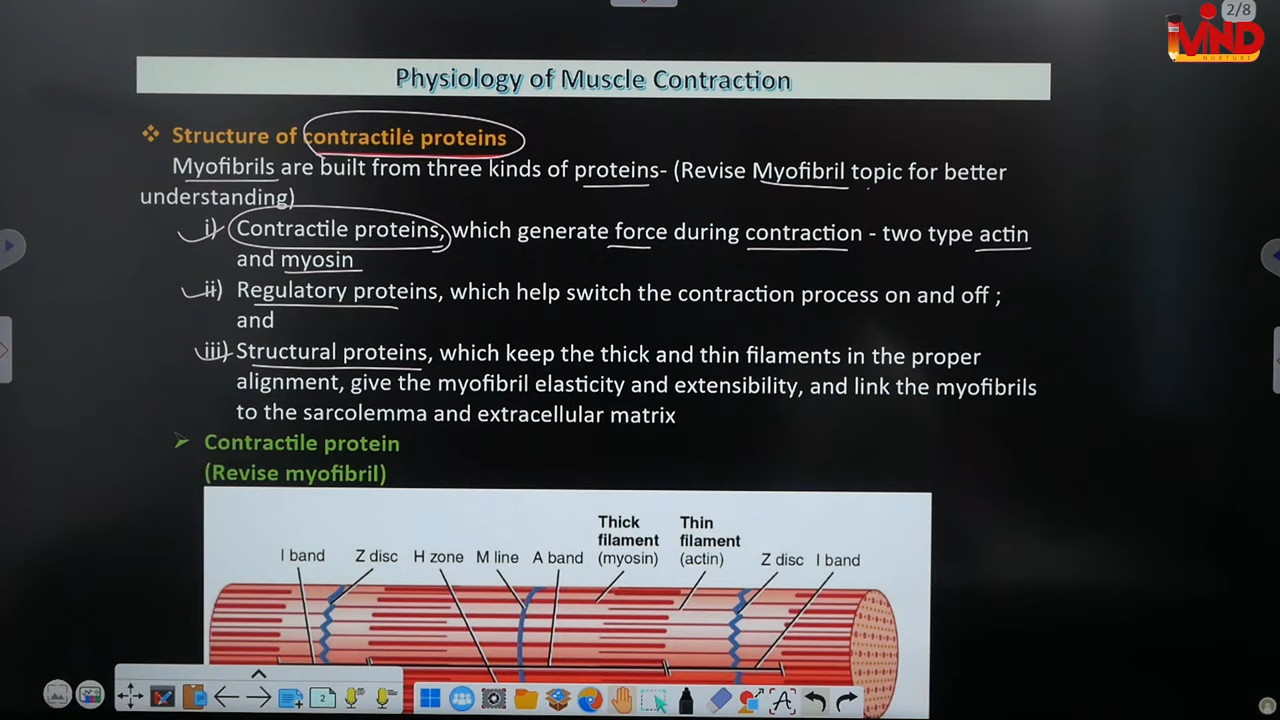 2/8
MIND
NURTURE
Physiology of Muscle Contraction
Structure of contractile proteins
Myofibrils are built from three kinds of proteins- (Revise Myofibril topic for better
understanding)
i) Contractile proteins, which generate force during contraction - two type actin
and myosin
ii) Regulatory proteins, which help switch the contraction process on and off ;
and
iii) Structural proteins, which keep the thick and thin filaments in the proper
alignment, give the myofibril elasticity and extensibility, and link the myofibrils
to the sarcolemma and extracellular matrix
Contractile protein
(Revise myofibril)
I band Z disc H zone M line A band Thick filament (myosin) Thin filament (actin) Z disc I band
2